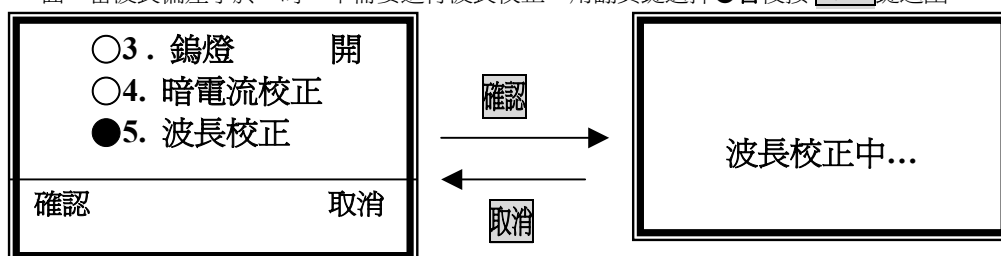 ○3 .  鎢燈  開
○4.  暗電流校正
●5.  波長校正
確認  取消
確認
取消
波長校正中...